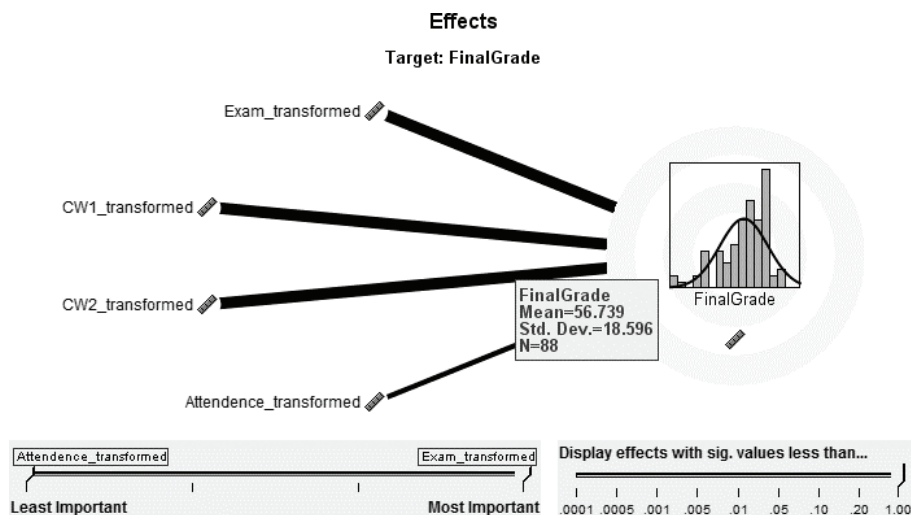 Effects
Target: FinalGrade
Exam_transformed
CW1_transformed
CW2_transformed
FinalGrade
FinalGrade
Mean=56.739
Std. Dev.=18.596
N=88
Attendence_transformed
Attendence_transformed Exam_transformed
Least Important Most Important
Display effects with sig. values less than...
.0001 .0005 .001 .005 .01 .05 .10 .20 1.00